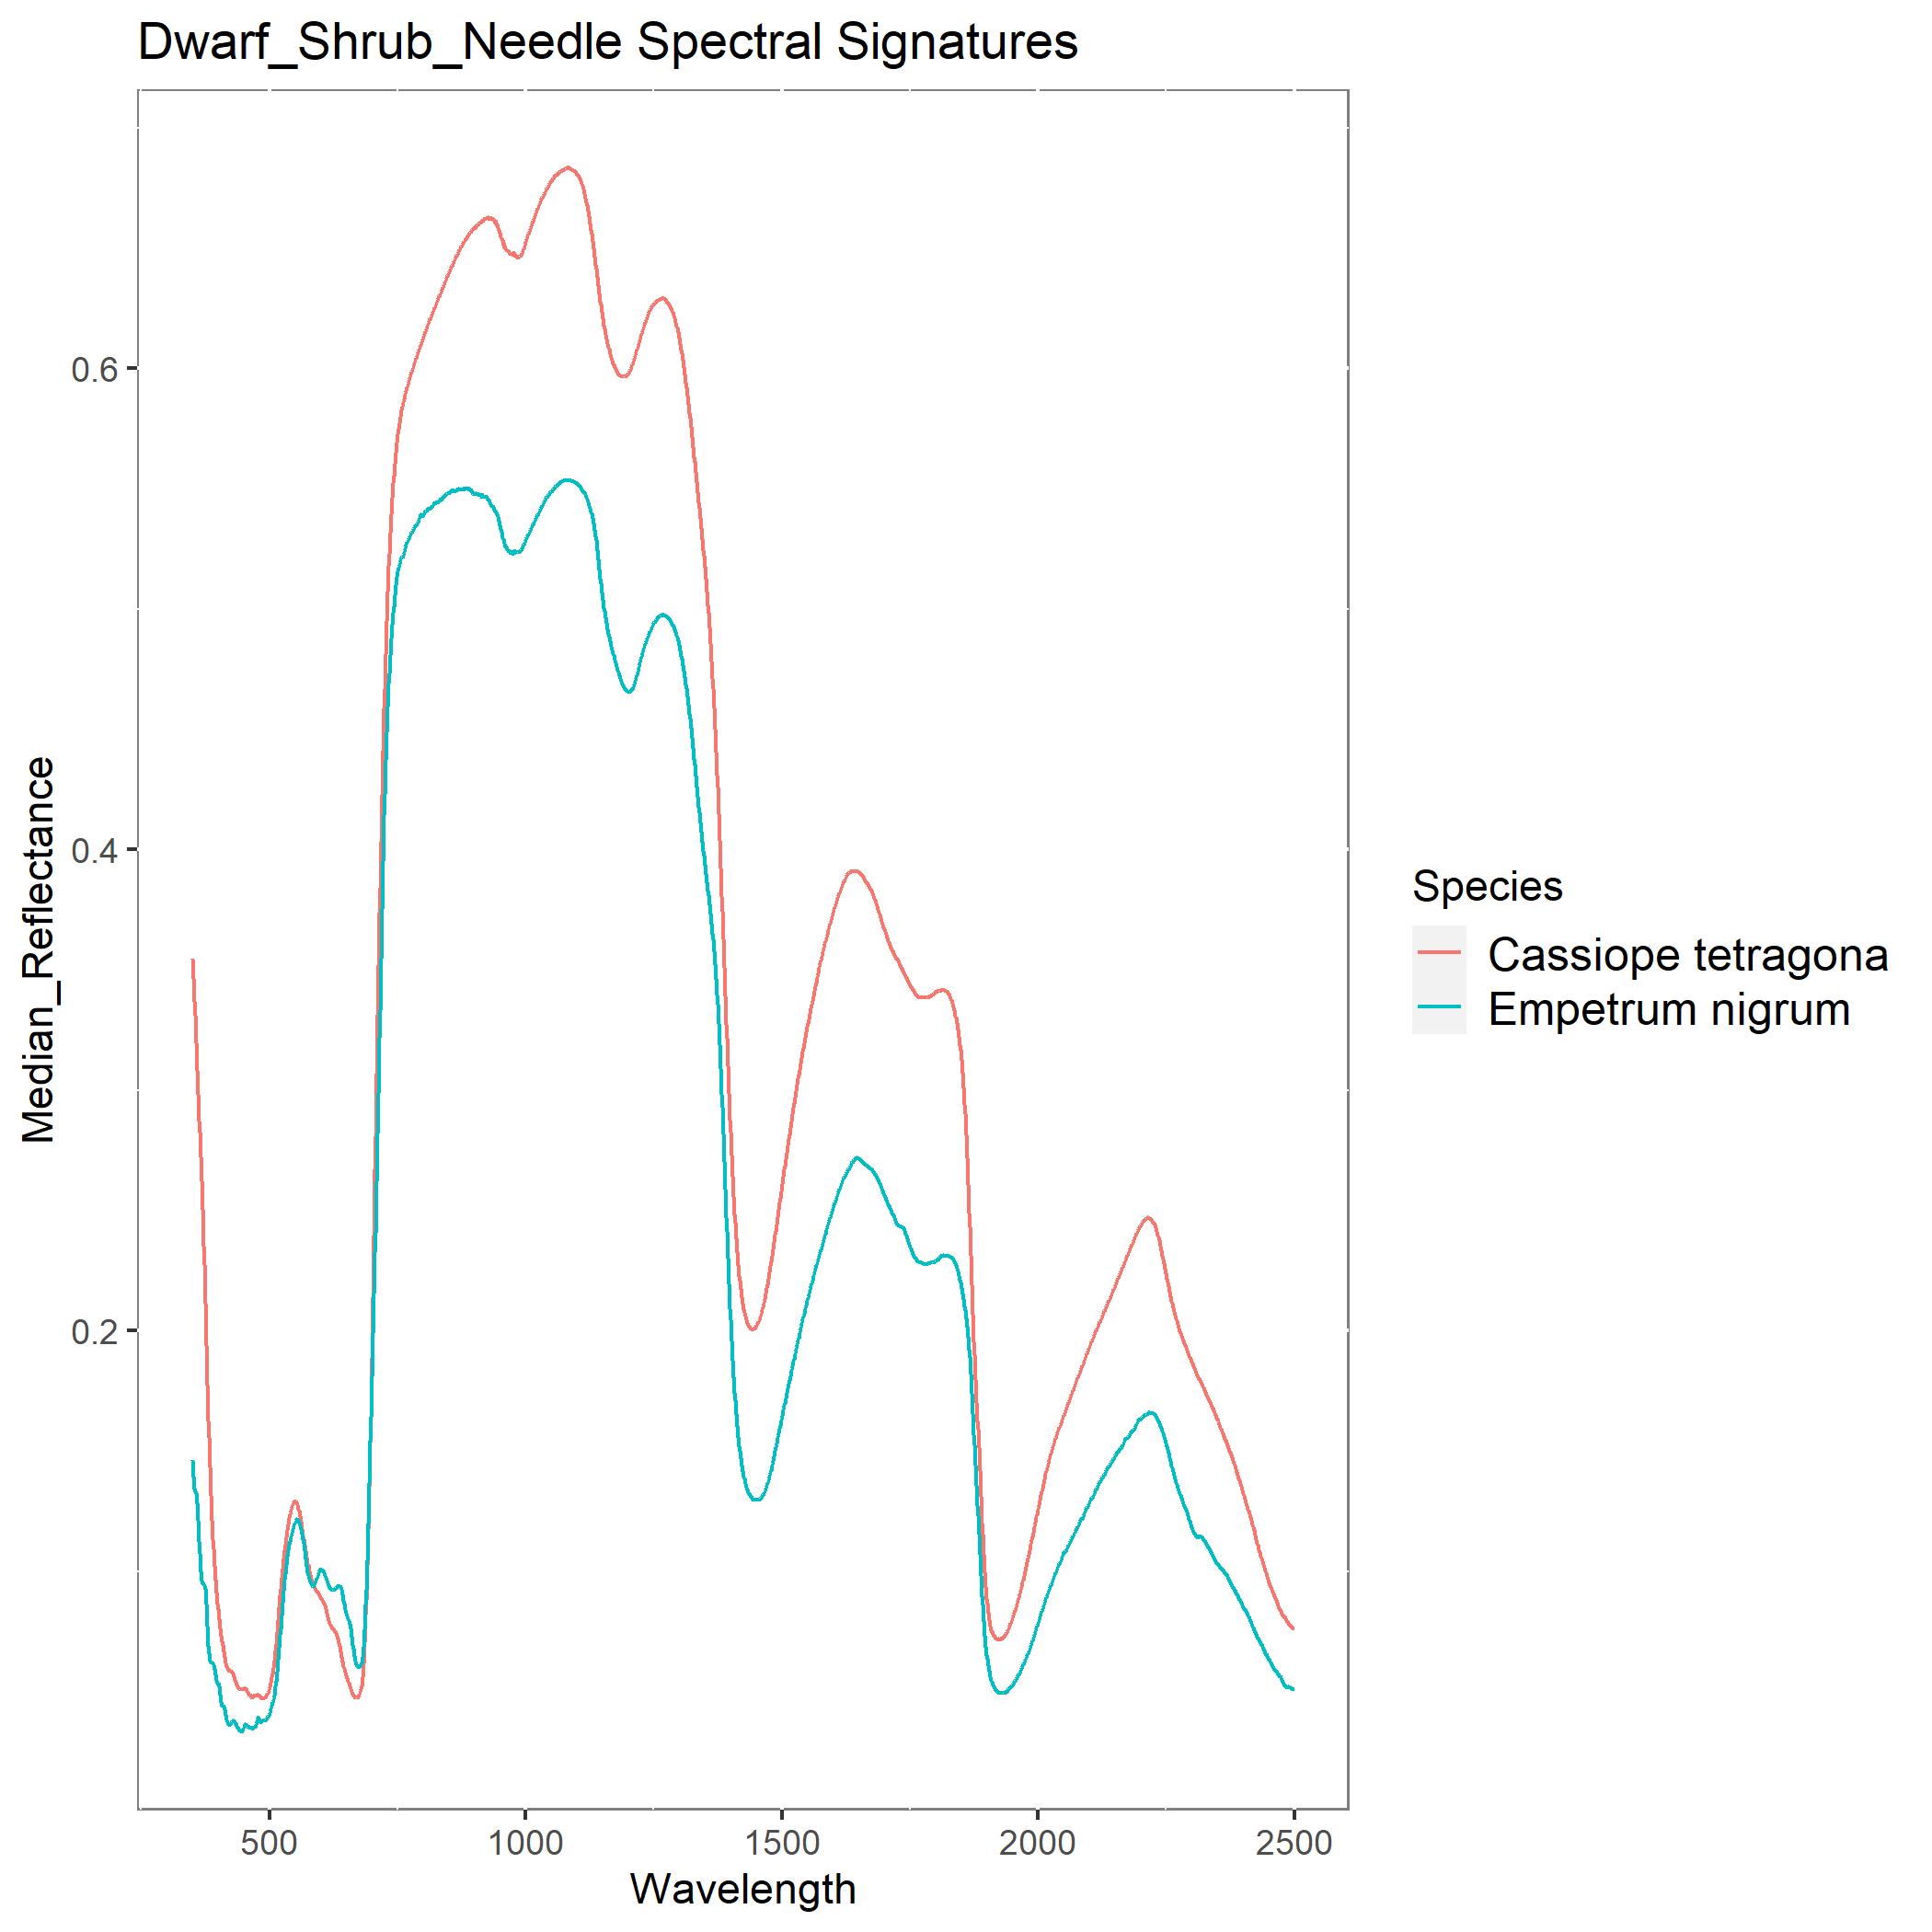 Dwarf_Shrub_Needle Spectral Signatures
0.6
0.4
0.2
Median_Reflectance
500 1000 1500 2000 2500
Wavelength
Species
Cassiope tetragona
Empetrum nigrum